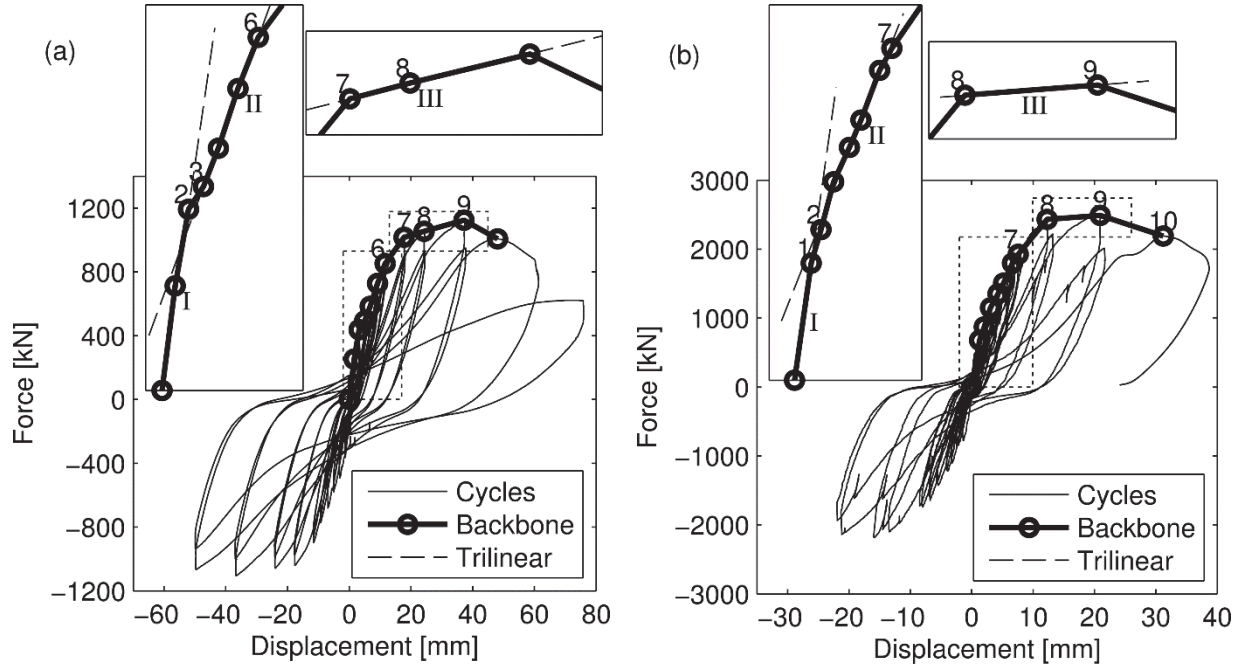 (a)
6
II
3
2
I
7
8
III
1200
800
400
0
−400
−800
−1200
Force [kN]
6
7
8
9
Cycles
Backbone
Trilinear
−60 −40 −20 0 20 40 60 80
Displacement [mm]
(b)
7
II
2
1
I
8
9
III
3000
2000
1000
0
−1000
−2000
−3000
Force [kN]
7
8
9
10
Cycles
Backbone
Trilinear
−30 −20 −10 0 10 20 30 40
Displacement [mm]